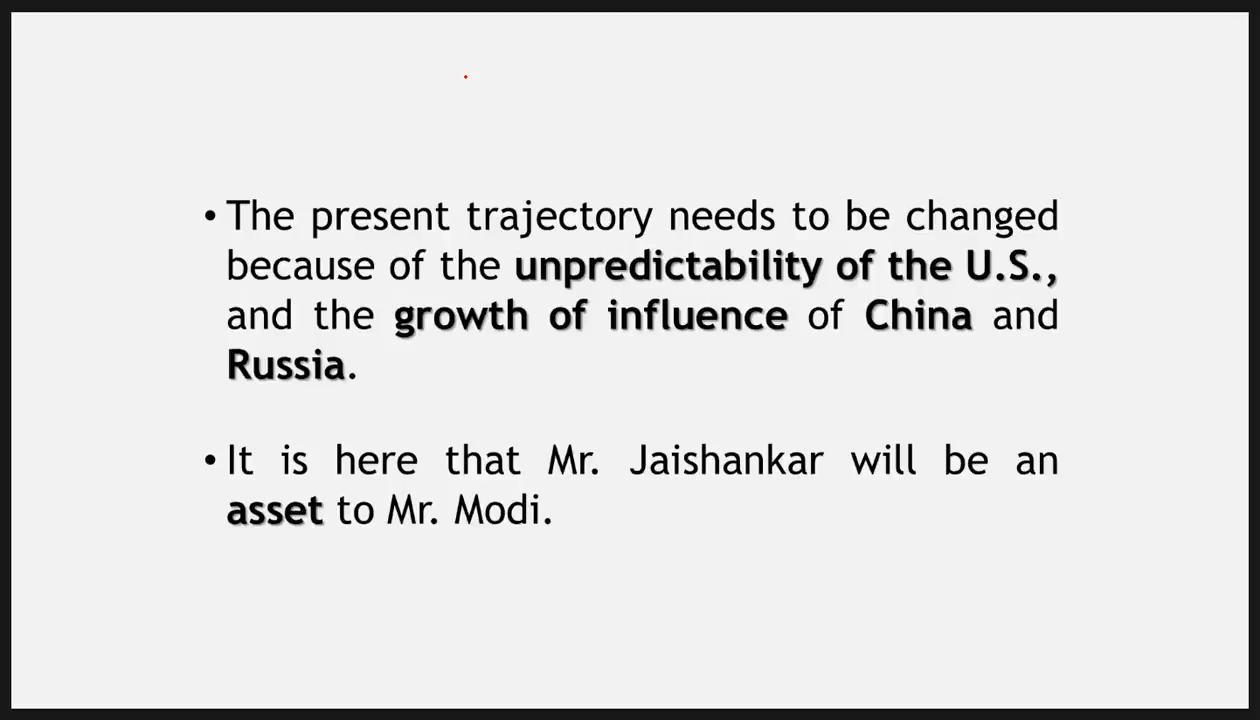 • The present trajectory needs to be changed
because of the unpredictability of the U.S.,
and the growth of influence of China and
Russia.
• It is here that Mr. Jaishankar will be an
asset to Mr. Modi.